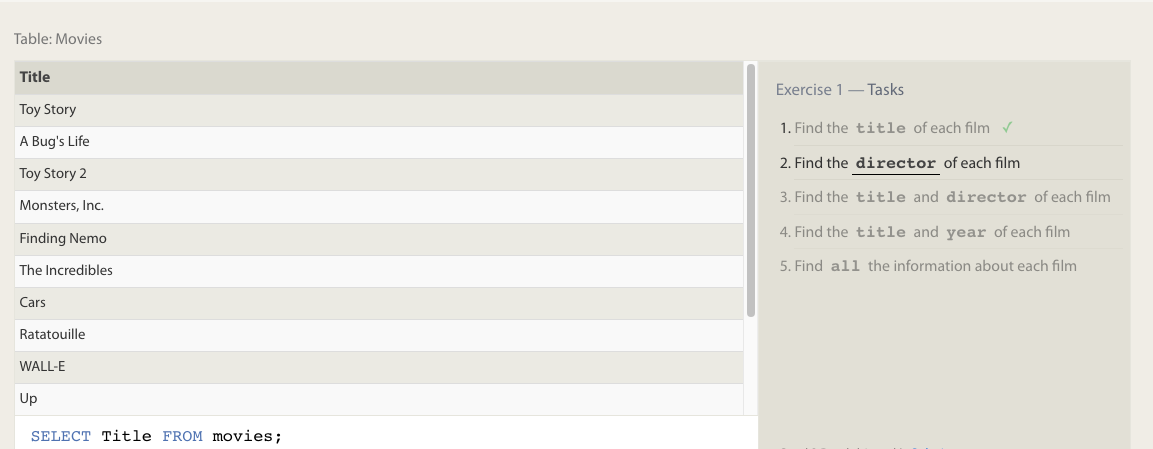 Table: Movies
Title
Toy Story
A Bug's Life
Toy Story 2
Monsters, Inc.
Finding Nemo
The Incredibles
Cars
Ratatouille
WALL-E
Up
SELECT Title FROM movies;
Exercise 1 — Tasks
1. Find the title of each film ✓
2. Find the director of each film
3. Find the title and director of each film
4. Find the title and year of each film
5. Find all the information about each film